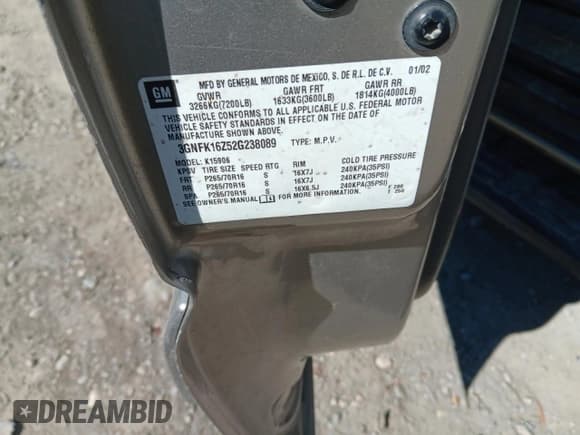 GM
MFD BY GENERAL MOTORS DE MEXICO, S. DE R.L. DE C.V. 01/02
GVWR GAWR FRT GAWR RR
3266KG(7200LB) 1633KG(3600LB) 1814KG(4000LB)
THIS VEHICLE CONFORMS TO ALL APPLICABLE U.S. FEDERAL MOTOR
VEHICLE SAFETY STANDARDS IN EFFECT ON THE DATE OF
MANUFACTURE SHOWN ABOVE.
3GNFK16Z52G238089 TYPE: M.P.V.
MODEL: K15906
KPSV TIRE SIZE SPEED RTG RIM COLD TIRE PRESSURE
FRT P265/70R16 S 16X7J 240KPA(35PSI)
RR P265/70R16 S 16X7J 240KPA(35PSI)
SPA P265/70R16 S 16X6.5J 240KPA(35PSI)
SEE OWNER'S MANUAL FOR MORE INFORMATION.
DREAMBID